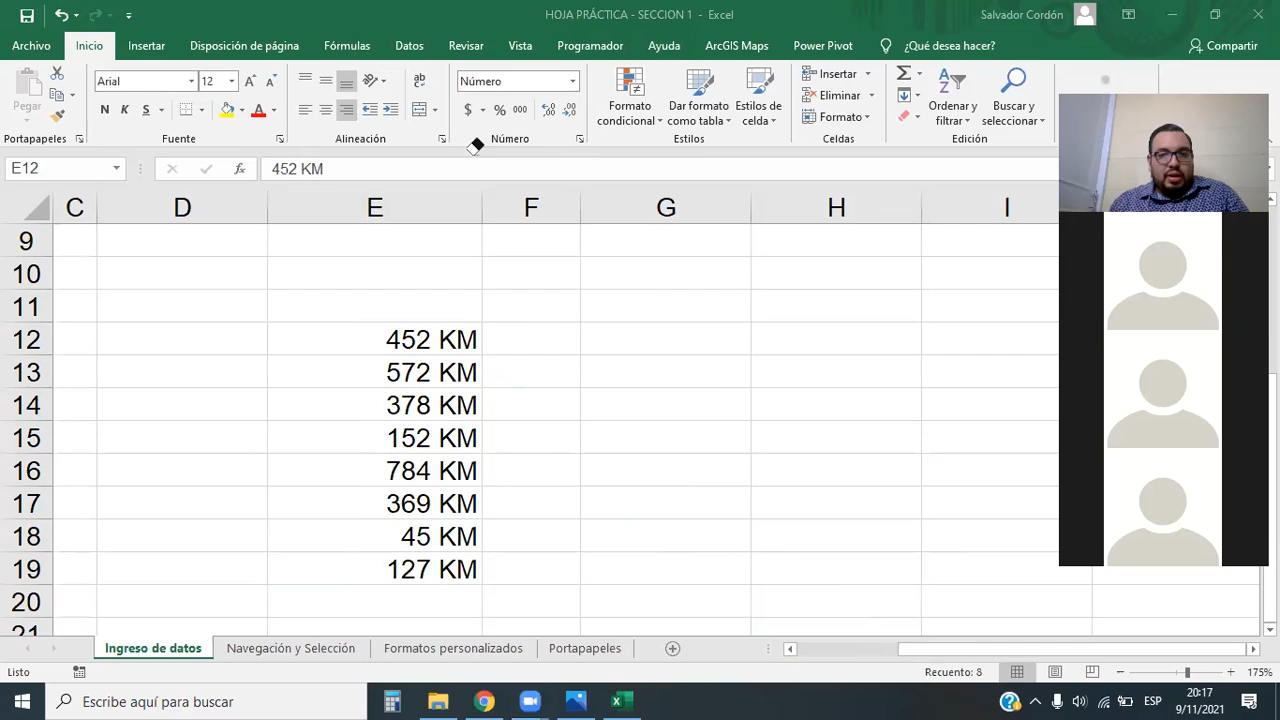 HOJA PRÁCTICA - SECCION 1 - Excel
Salvador Cordón
Archivo Inicio Insertar Disposición de página Fórmulas Datos Revisar Vista Programador Ayuda ArcGIS Maps Power Pivot ¿Qué desea hacer? Compartir
Pegar
Portapapeles
Arial 12
N K S
Fuente
ab
Alineación
Número
$ % 000
Número
Formato condicional
Dar formato como tabla
Estilos de celda
Estilos
Insertar
Eliminar
Formato
Celdas
Ordenar y filtrar
Buscar y seleccionar
Edición
E12 fx 452 KM
C D E F G H I
9
10
11
12 452 KM
13 572 KM
14 378 KM
15 152 KM
16 784 KM
17 369 KM
18 45 KM
19 127 KM
20
21
Ingreso de datos Navegación y Selección Formatos personalizados Portapapeles
Listo Recuento: 8 175%
Escribe aquí para buscar ESP 20:17
9/11/2021